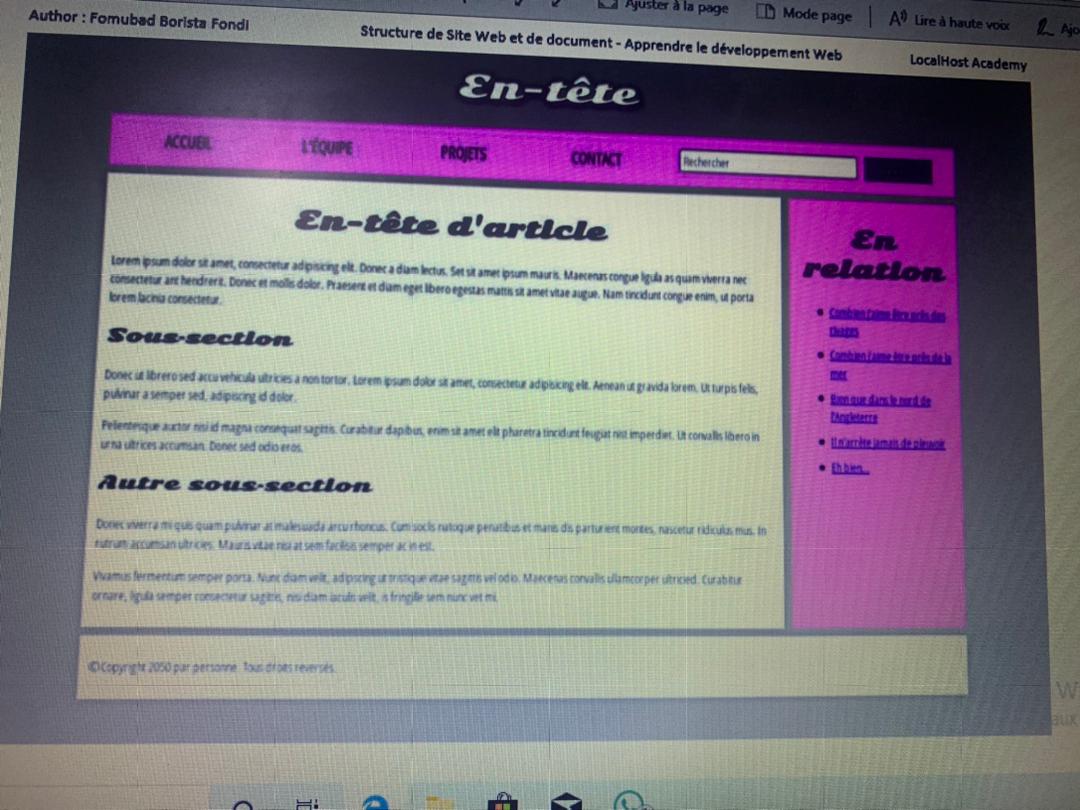 Ajuster à la page
Mode page
Lire à haute voix
Ajo
Author : Fomubad Borista Fondi
Structure de Site Web et de document - Apprendre le développement Web
LocalHost Academy
En-tête
ACCUEIL
L'ÉQUIPE
PROJETS
CONTACT
Rechercher
En-tête d'article
Lorem ipsum dolor sit amet, consectetur adipisicing elit. Donec a diam lectus. Set sit amet ipsum mauris. Maecenas congue ligula as quam viverra nec
consectetur ant hendrerit. Donec et mollis dolor. Praesent et diam eget libero egestas mattis sit amet vitae augue. Nam tincidunt congue enim, ut porta
lorem lacinia consectetur.
Sous-section
Donec ut librero sed accu vehicula ultricies a non tortor. Lorem ipsum dolor sit amet, consectetur adipisicing elit. Aenean ut gravida lorem. Ut turpis felis,
pulvinar a semper sed, adipiscing id dolor.
Pelientesque auctor nisi id magna consequat sagittis. Curabitur dapibus, enim sit amet elit pharetra tincidunt feugiat nist imperdiet. Ut convallis libero in
urna ultrices accumsan. Donec sed odio eros.
Autre sous-section
Donec viverra mi quis quam pulvinar at malesuada arcu rhoncus. Cum soclis natoque penatibus et manis dis parturient montes, nascetur ridiculus mus. In
rutrum accumsan ultricies. Mauris vitae nisi at sem facilisis semper ac in est.
Vivamus fermentum semper porta. Nunc diam velit, adipscing ut tristique vitae sagittis vel odio. Maecenas convallis ullamcorper ultricied. Curabitur
ornare, ligula semper consectetur sagittis, nisi diam iaculis velit, is fringille sem nunc vet mi.
En
relation
Combien j'aime être près des
rivages
Combien j'aime être près de la
mer
Bien que dans le nord de
l'Angleterre
Il n'arrête jamais de pleuvoir
Eh bien…
©Copyright 2050 par personne. Tous droits reversés.
W
aux